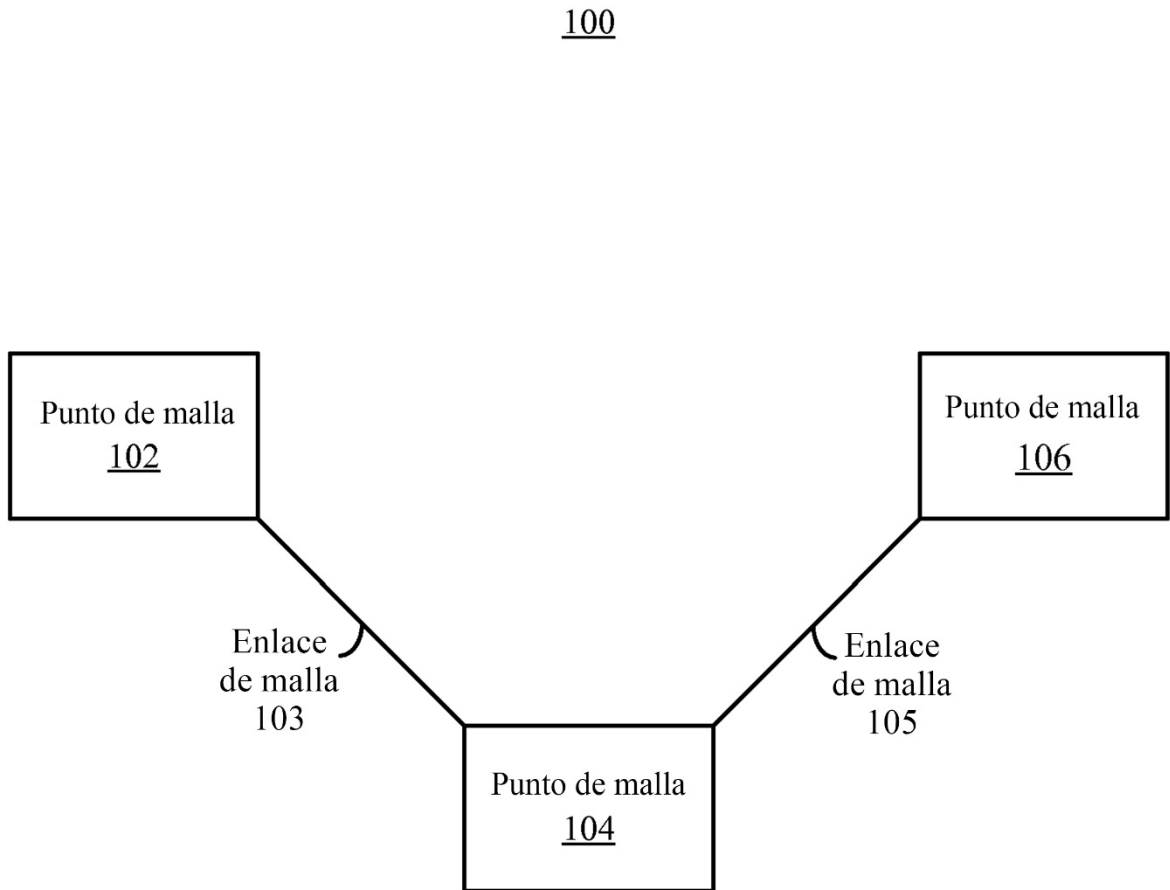 100
Punto de malla
102
Punto de malla
106
Enlace
de malla
103
Enlace
de malla
105
Punto de malla
104